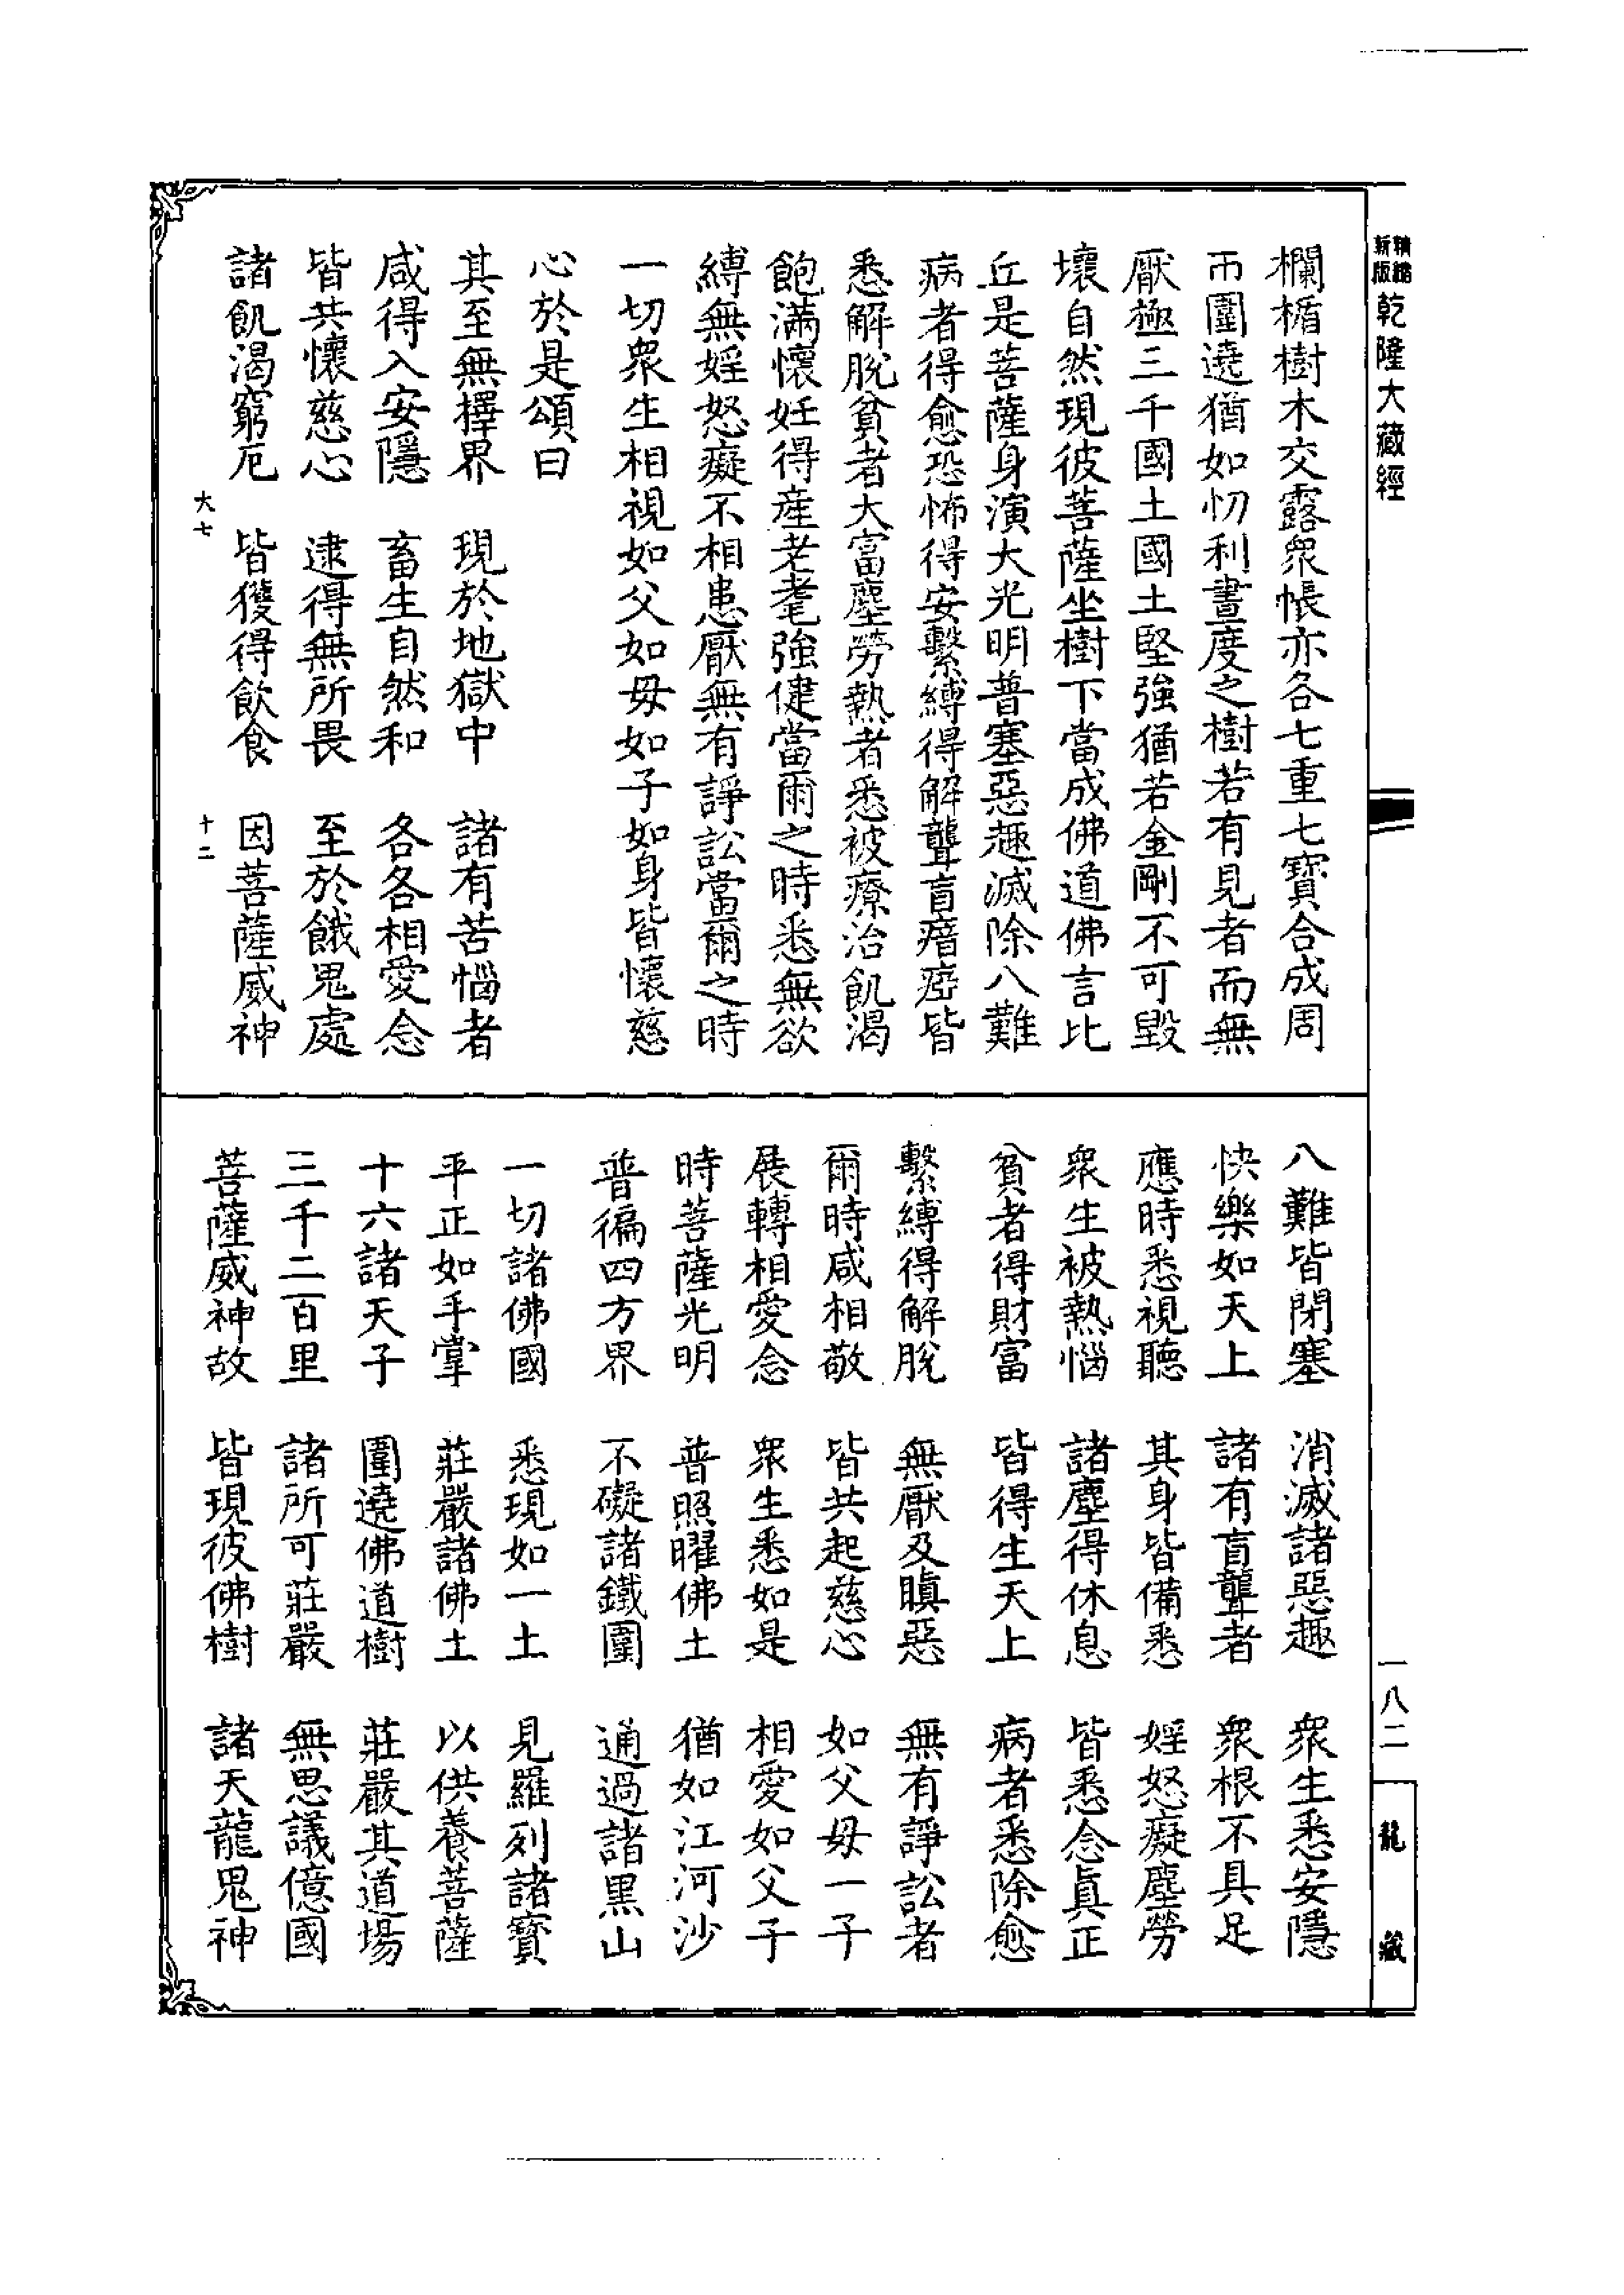 精縮
新版
乾隆大藏經
欄楯樹木交露衆帳亦各七重七寶合成周
帀圍遶猶如忉利晝度之樹若有見者而無
厭極三千國土國土堅強猶若金剛不可毀
壞自然現彼菩薩坐樹下當成佛道佛言比
丘是菩薩身演大光明普塞惡趣滅除八難
病者得愈恐怖得安繫縛得解聾盲瘖瘂皆
悉解脫貧者大富塵勞熱者悉被療治飢渴
飽滿懷妊得産老耄強健當爾之時悉無欲
縛無婬怒癡不相患厭無有諍訟當爾之時
一切衆生相視如父如母如子如身皆懷慈
心於是頌曰
其至無擇界　現於地獄中　諸有苦惱者
咸得入安隱　畜生自然和　各各相愛念
皆共懷慈心　逮得無所畏　至於餓鬼處
諸飢渴窮厄　皆獲得飲食　因菩薩威神
大七　十二
八難皆閉塞　消滅諸惡趣　衆生悉安隱
快樂如天上　諸有盲聾者　衆根不具足
應時悉視聽　其身皆備悉　婬怒癡塵勞
衆生被熱惱　諸塵得休息　皆悉念眞正
貧者得財富　皆得生天上　病者悉除愈
繫縛得解脫　無厭及瞋惡　無有諍訟者
爾時咸相敬　皆共起慈心　如父母一子
展轉相愛念　衆生悉如是　相愛如父子
時菩薩光明　普照曜佛土　猶如江河沙
普徧四方界　不礙諸鐵圍　通過諸黑山
一切諸佛國　悉現如一土　見羅列諸寶
平正如手掌　莊嚴諸佛土　以供養菩薩
十六諸天子　圍遶佛道樹　莊嚴其道場
三千二百里　諸所可莊嚴　無思議億國
菩薩威神故　皆現彼佛樹　諸天龍鬼神
一八二
龍藏